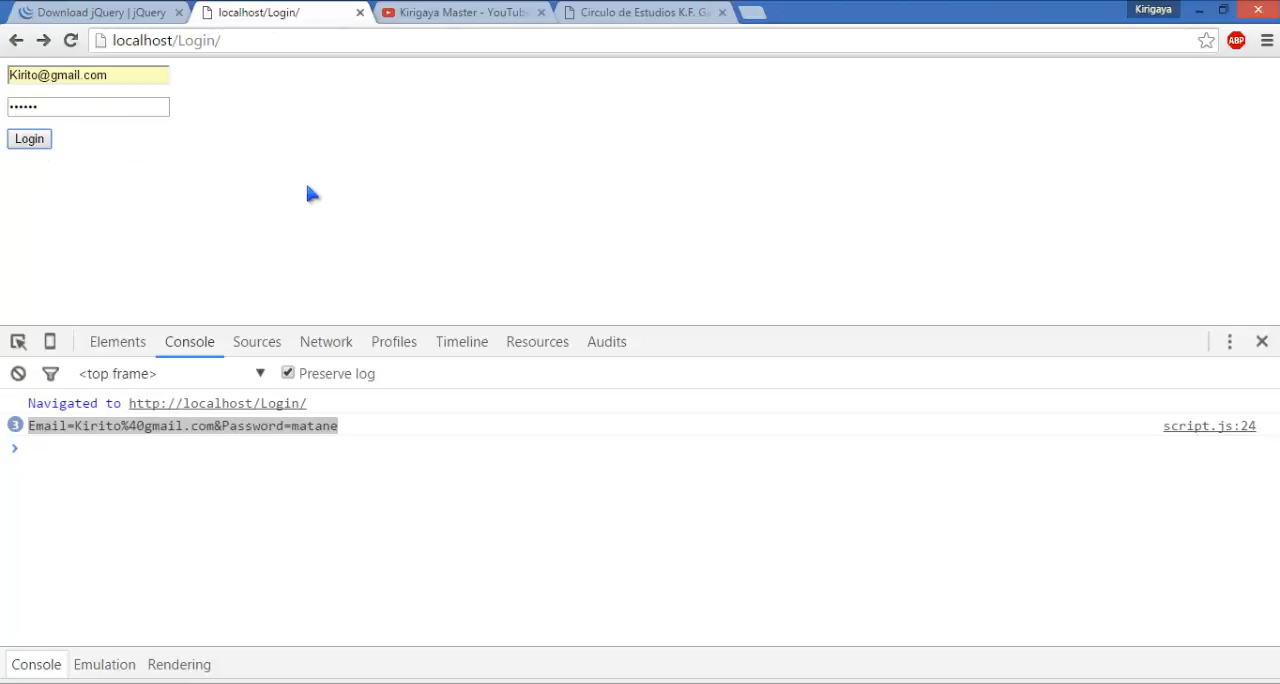 Download jQuery | jQuery
localhost/Login/
Kirigaya Master - YouTub
Circulo de Estudios K.F. G
Kirigaya
localhost/Login/
ABP
Kirito@gmail.com
••••••
Login
Elements Console Sources Network Profiles Timeline Resources Audits
<top frame> Preserve log
Navigated to http://localhost/Login/
3 Email=Kirito%40gmail.com&Password=matane script.js:24
Console Emulation Rendering